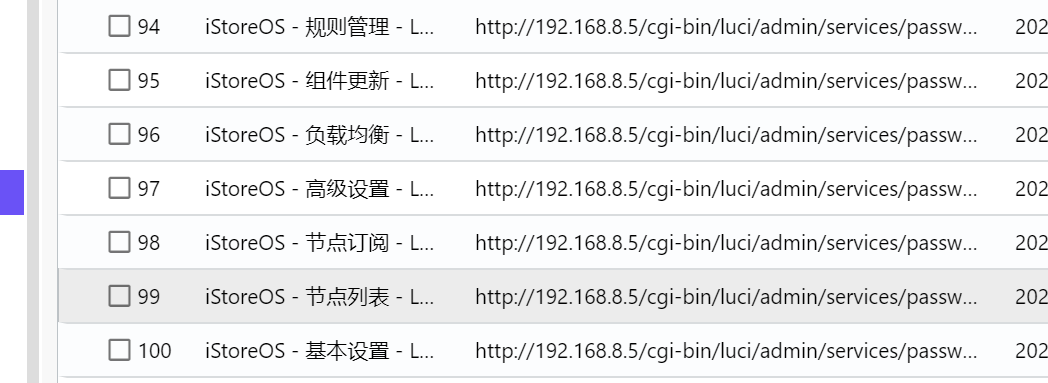 94 iStoreOS - 规则管理 - L... http://192.168.8.5/cgi-bin/luci/admin/services/passw... 202
95 iStoreOS - 组件更新 - L... http://192.168.8.5/cgi-bin/luci/admin/services/passw... 202
96 iStoreOS - 负载均衡 - L... http://192.168.8.5/cgi-bin/luci/admin/services/passw... 202
97 iStoreOS - 高级设置 - L... http://192.168.8.5/cgi-bin/luci/admin/services/passw... 202
98 iStoreOS - 节点订阅 - L... http://192.168.8.5/cgi-bin/luci/admin/services/passw... 202
99 iStoreOS - 节点列表 - L... http://192.168.8.5/cgi-bin/luci/admin/services/passw... 202
100 iStoreOS - 基本设置 - L... http://192.168.8.5/cgi-bin/luci/admin/services/passw... 202